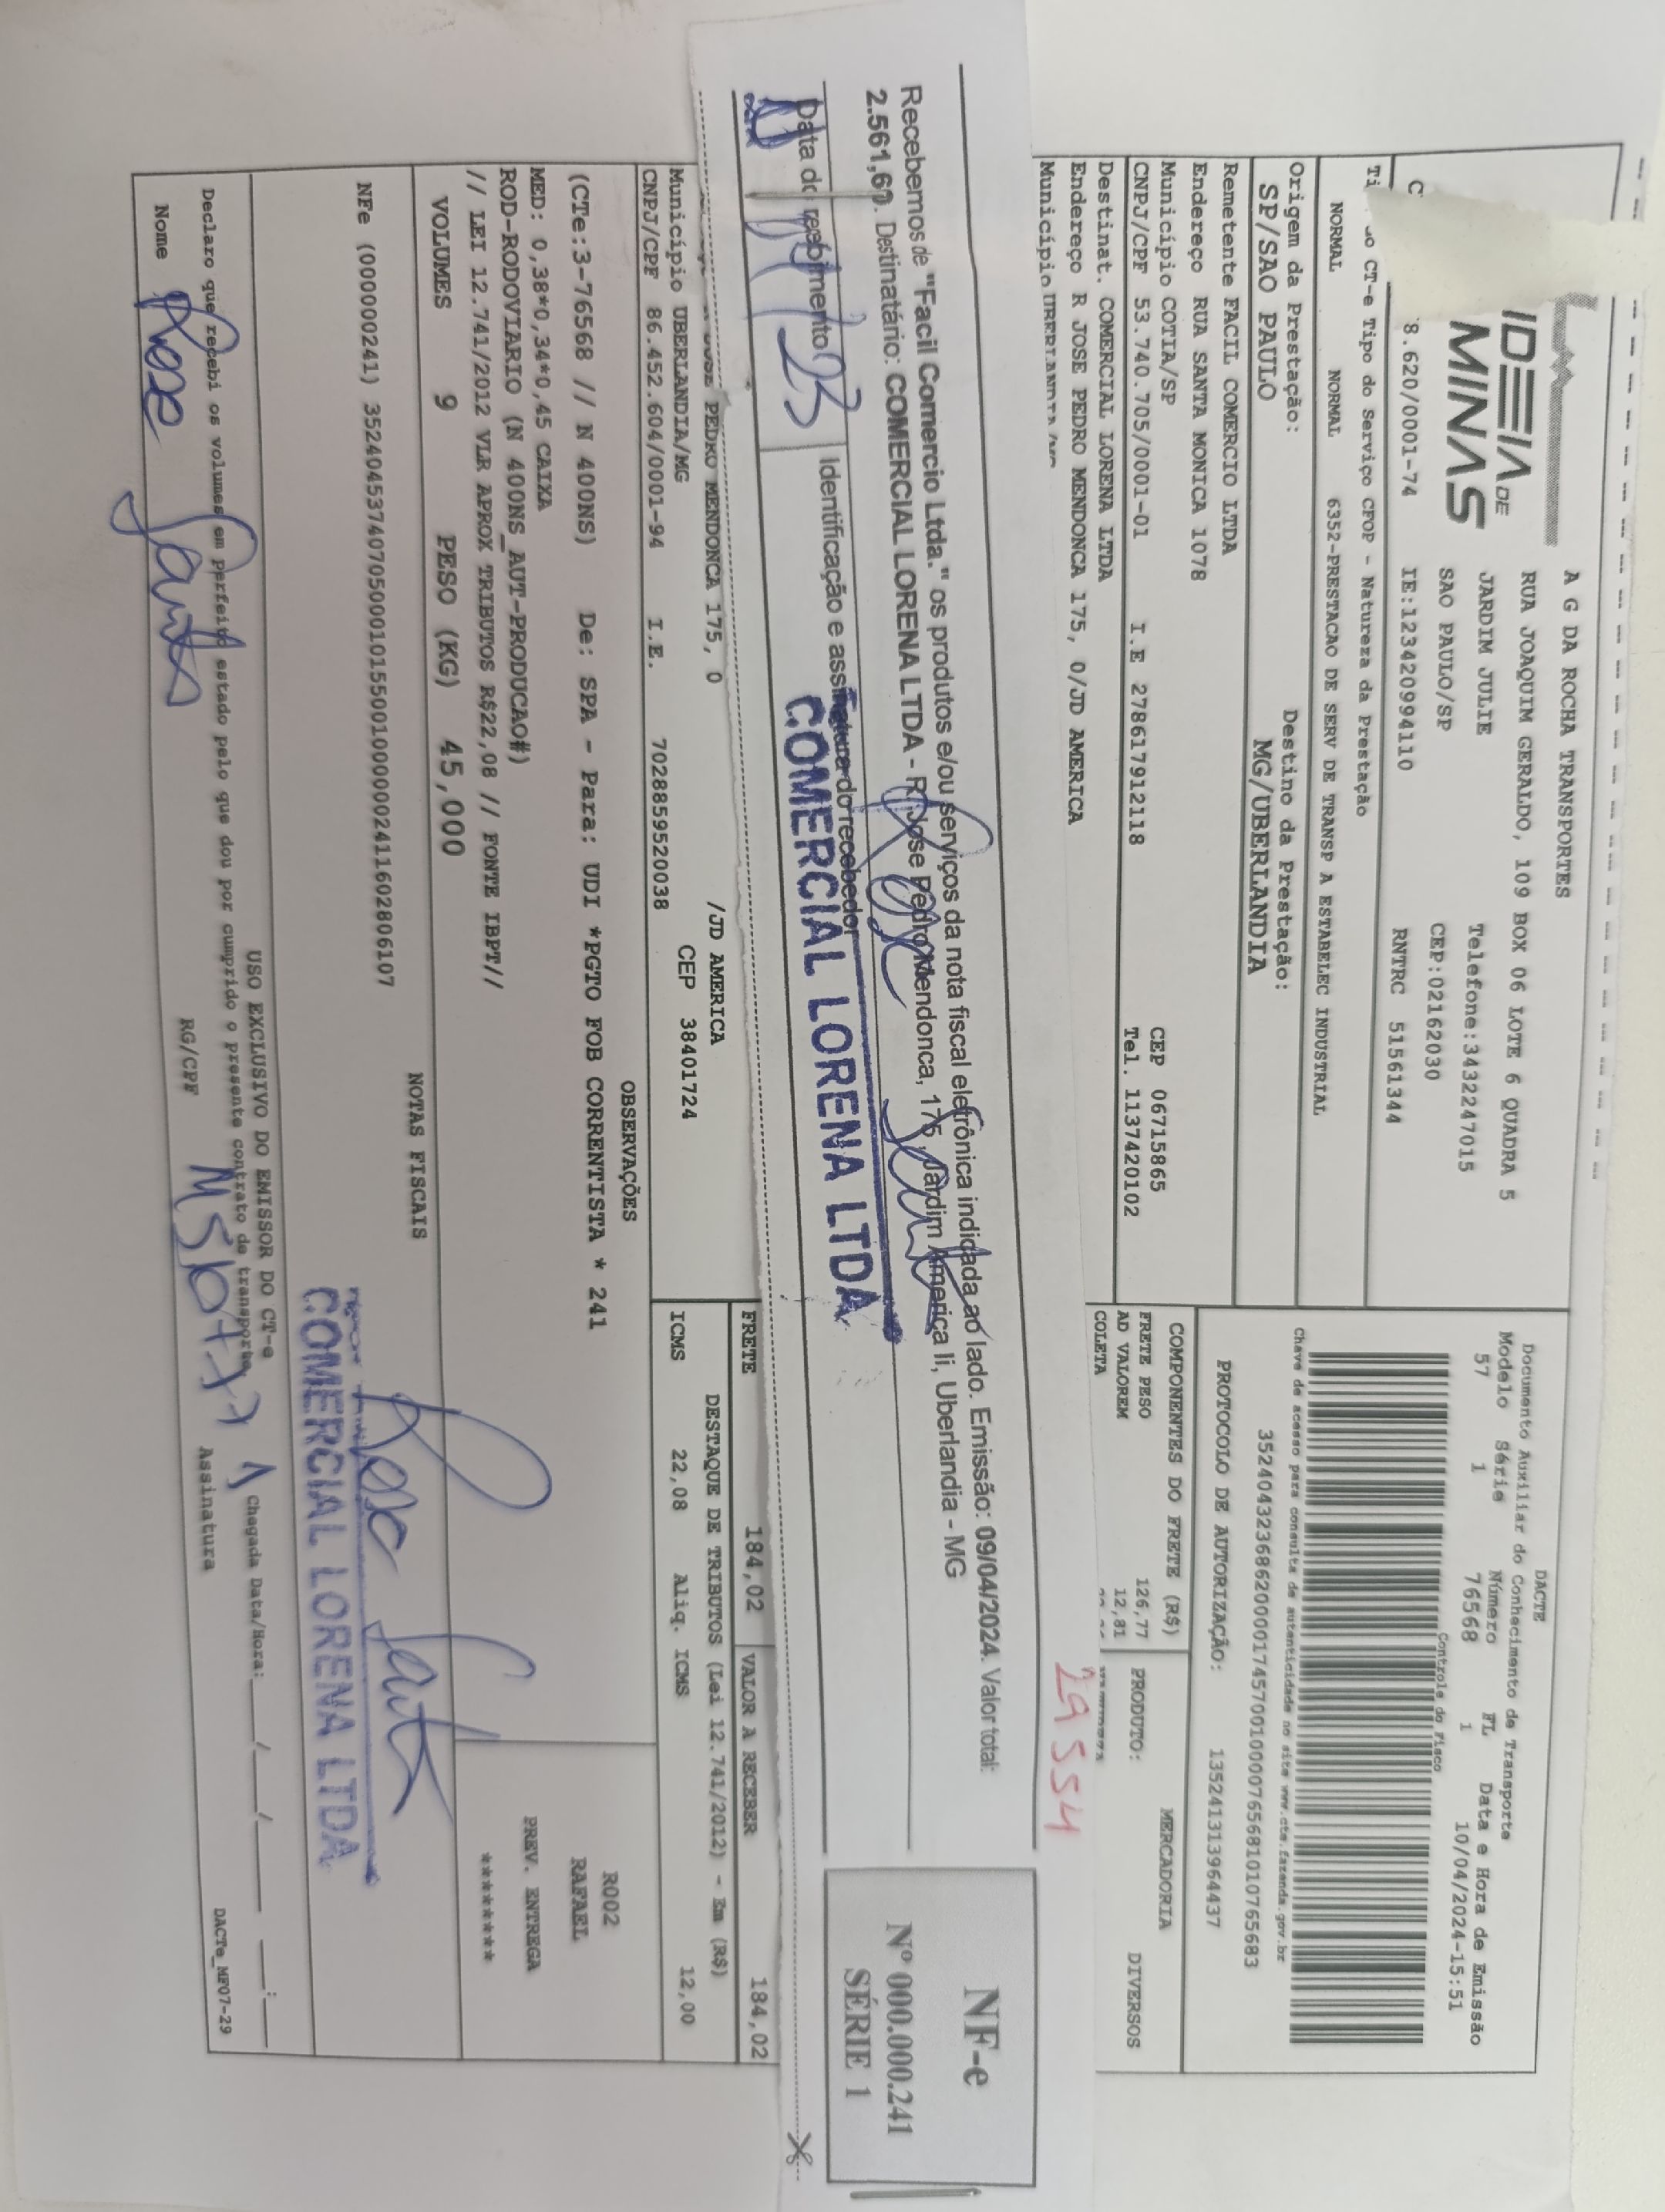 IDEIA DE
MINAS
A G DA ROCHA TRANSPORTES
RUA JOAQUIM GERALDO, 109 BOX 06 LOTE 6 QUADRA 5
JARDIM JULIE Telefone:3432247015
SAO PAULO/SP CEP:02162030
8.620/0001-74 IE:123420994110 RNTRC 51561344
DACTE
Documento Auxiliar do Conhecimento de Transporte
Modelo Série Número FL Data e Hora de Emissão
57 1 76568 1 10/04/2024-15:51
Controle do Fisco
CT-e Tipo do Serviço CFOP - Natureza da Prestação
NORMAL NORMAL 6352-PRESTACAO DE SERV DE TRANSP A ESTABELEC INDUSTRIAL
Chave de acesso para consulta de autenticidade no site www.cte.fazenda.gov.br
35240432368620000174570010000765681010765683
Origem da Prestação: Destino da Prestação:
SP/SAO PAULO MG/UBERLANDIA
PROTOCOLO DE AUTORIZAÇÃO: 135241313964437
Remetente FACIL COMERCIO LTDA
Endereço RUA SANTA MONICA 1078
Município COTIA/SP CEP 06715865
CNPJ/CPF 53.740.705/0001-01 I.E 278617912118 Tel. 1137420102
COMPONENTES DO FRETE (R$) MERCADORIA
FRETE PESO 126,77 PRODUTO: DIVERSOS
AD VALOREM 12,81
COLETA
Destinat. COMERCIAL LORENA LTDA
Endereço R JOSE PEDRO MENDONCA 175, 0/JD AMERICA
Município UBERLANDIA/MG
29554
Recebemos de "Facil Comercio Ltda." os produtos e/ou serviços da nota fiscal eletrônica indicada ao lado. Emissão: 09/04/2024. Valor total:
2.561,60. Destinatário: COMERCIAL LORENA LTDA - R Jose Pedro Mendonca, 175, Jardim America Ii, Uberlandia - MG
Data do recebimento Identificação e assinatura do recebedor
COMERCIAL LORENA LTDA
NF-e
Nº 000.000.241
SÉRIE 1
JOSE PEDRO MENDONCA 175, 0 /JD AMERICA
Município UBERLANDIA/MG CEP 38401724
CNPJ/CPF 86.452.604/0001-94 I.E. 7028859520038
FRETE 184,02 VALOR A RECEBER 184,02
DESTAQUE DE TRIBUTOS (Lei 12.741/2012) - Em (R$)
ICMS 22,08 Aliq. ICMS 12,00
OBSERVAÇÕES
(CTe:3-76568 // N 400NS) De: SPA - Para: UDI *PGTO FOB CORRENTISTA * 241
MED: 0,38*0,34*0,45 CAIXA
ROD-RODOVIARIO (N 400NS_AUT-PRODUCAO#)
// LEI 12.741/2012 VLR APROX TRIBUTOS R$22,08 // FONTE IBPT//
R002
RAFAEL
PREV. ENTREGA
********
VOLUMES 9 PESO (KG) 45,000
NOTAS FISCAIS
NFe (000000241) 35240453740705000101550010000002411602806107
COMERCIAL LORENA LTDA
USO EXCLUSIVO DO EMISSOR DO CT-e
Declaro que recebi os volumes em perfeito estado pelo que dou por cumprido o presente contrato de transporte Chegada Data/Hora: __/__/____ __:__
Nome RG/CPF Assinatura
DACTe_MF07-29